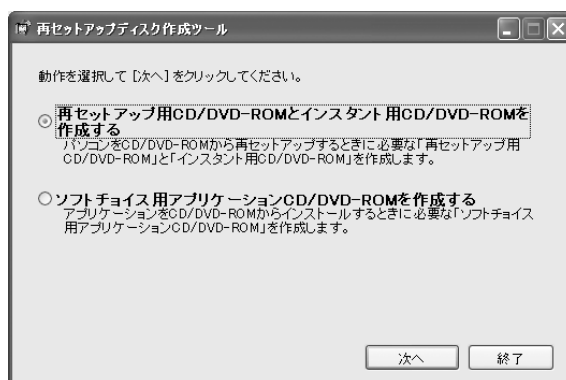 再セットアップディスク作成ツール
動作を選択して [次へ] をクリックしてください。
再セットアップ用CD/DVD-ROMとインスタント用CD/DVD-ROMを
作成する
パソコンをCD/DVD-ROMから再セットアップするときに必要な「再セットアップ用
CD/DVD-ROM」と「インスタント用CD/DVD-ROM」を作成します。
ソフトチョイス用アプリケーションCD/DVD-ROMを作成する
アプリケーションをCD/DVD-ROMからインストールするときに必要な「ソフトチョイス
用アプリケーションCD/DVD-ROM」を作成します。
次へ
終了